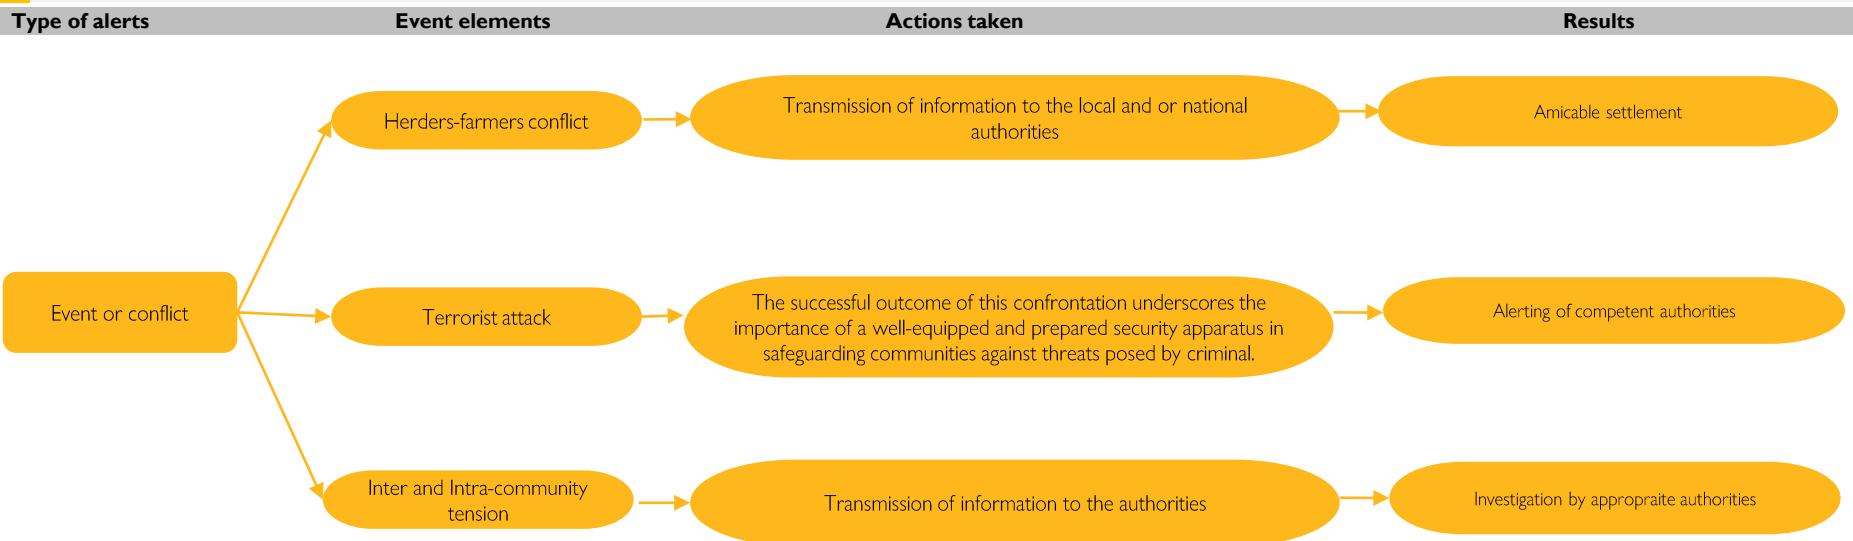 Type of alerts
Event elements
Actions taken
Results
Herders-farmers conflict
Transmission of information to the local and or national
authorities
Amicable settlement
Event or conflict
Terrorist attack
The successful outcome of this confrontation underscores the
importance of a well-equipped and prepared security apparatus in
safeguarding communities against threats posed by criminal.
Alerting of competent authorities
Inter and Intra-community
tension
Transmission of information to the authorities
Investigation by appropraite authorities